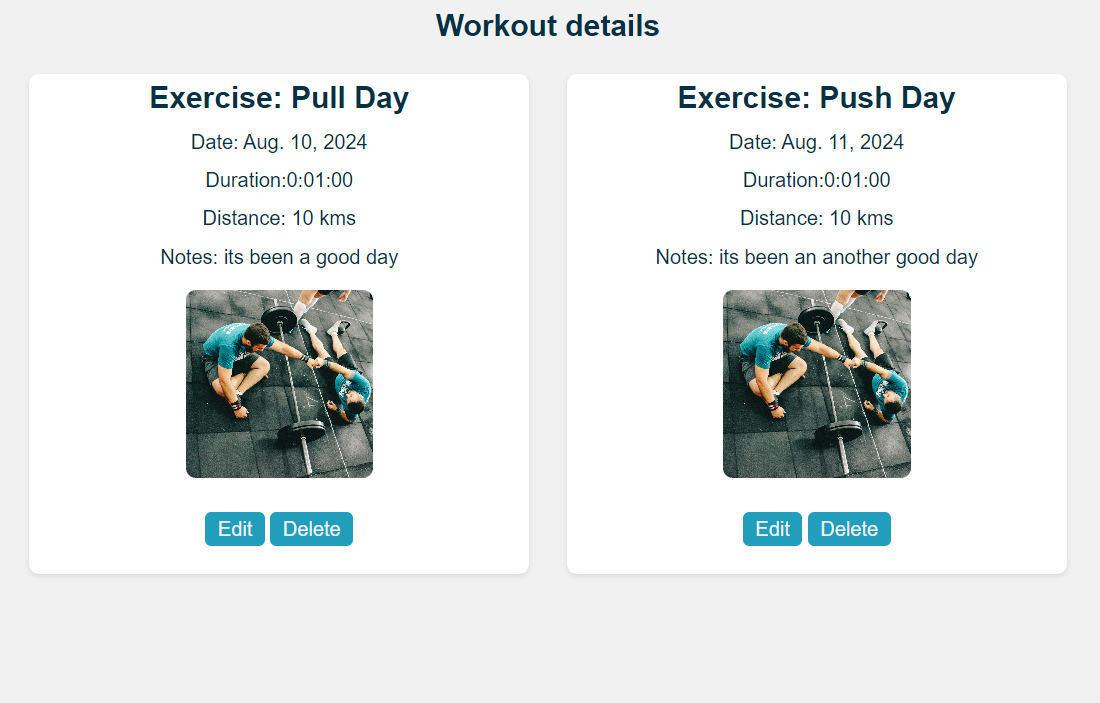 Workout details
Exercise: Pull Day
Date: Aug. 10, 2024
Duration:0:01:00
Distance: 10 kms
Notes: its been a good day
Edit
Delete
Exercise: Push Day
Date: Aug. 11, 2024
Duration:0:01:00
Distance: 10 kms
Notes: its been an another good day
Edit
Delete